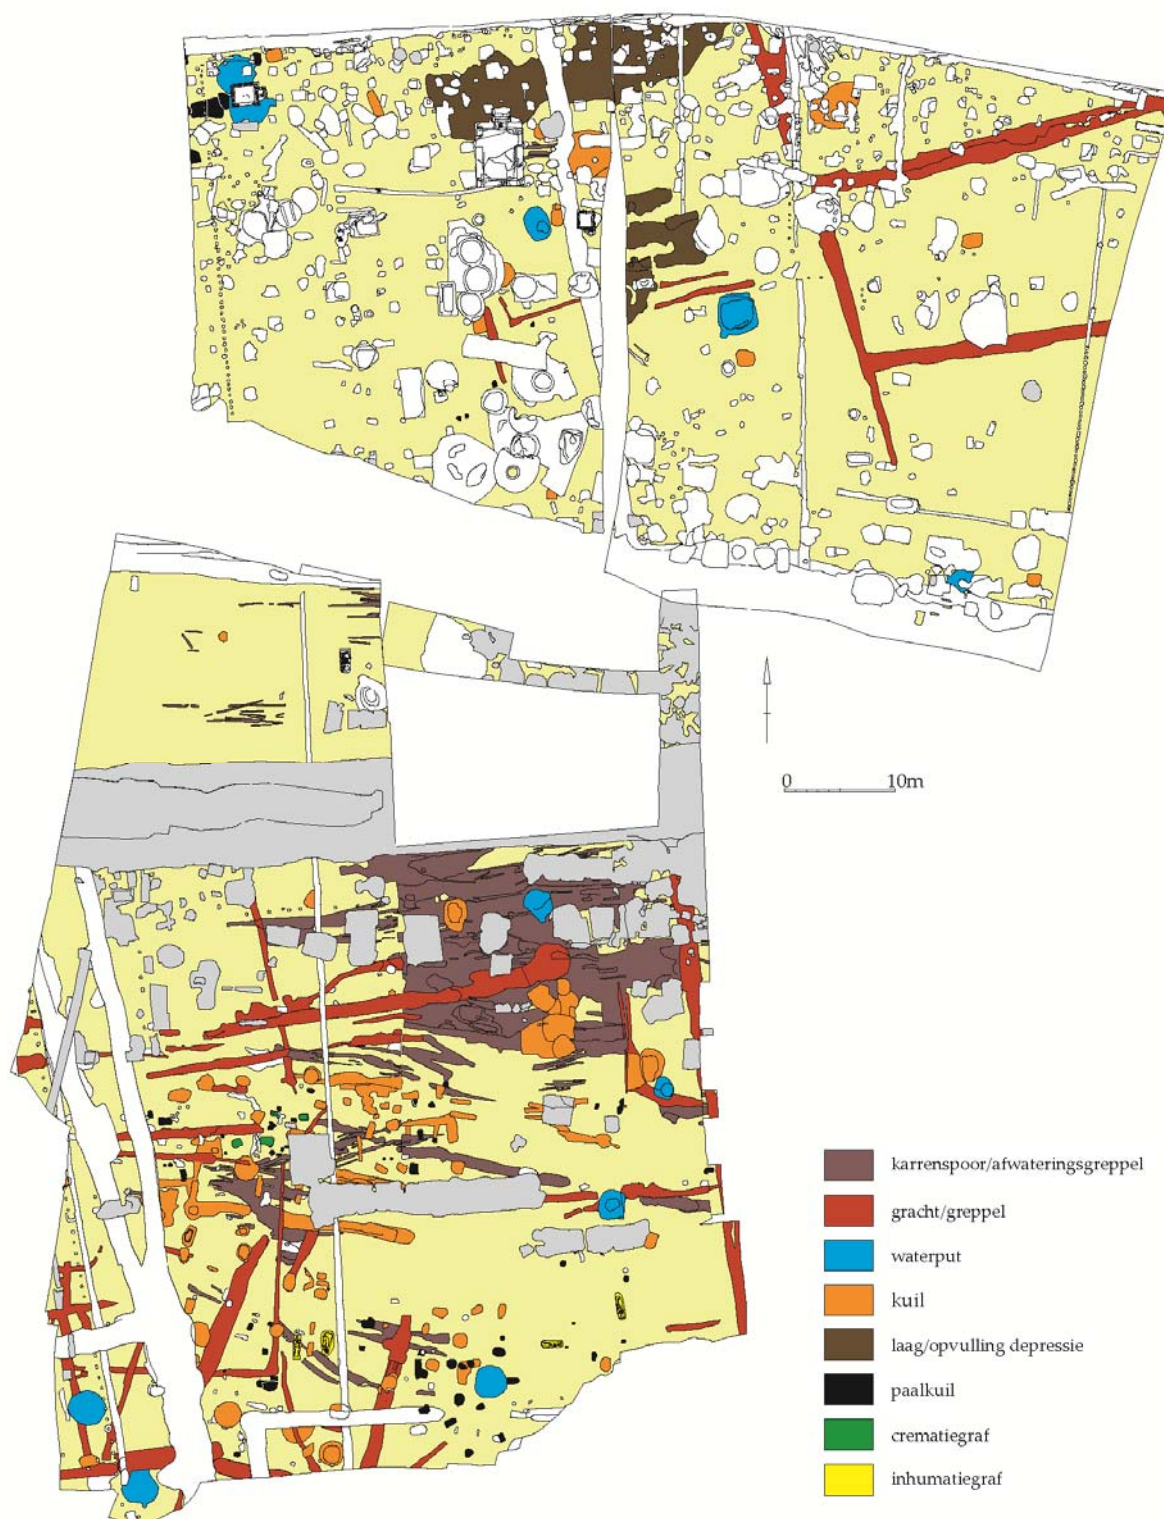 0 10m
karrenspoor/afwateringsgreppel
gracht/greppel
waterput
kuil
laag/opvulling depressie
paalkuil
crematiegraf
inhumatiegraf